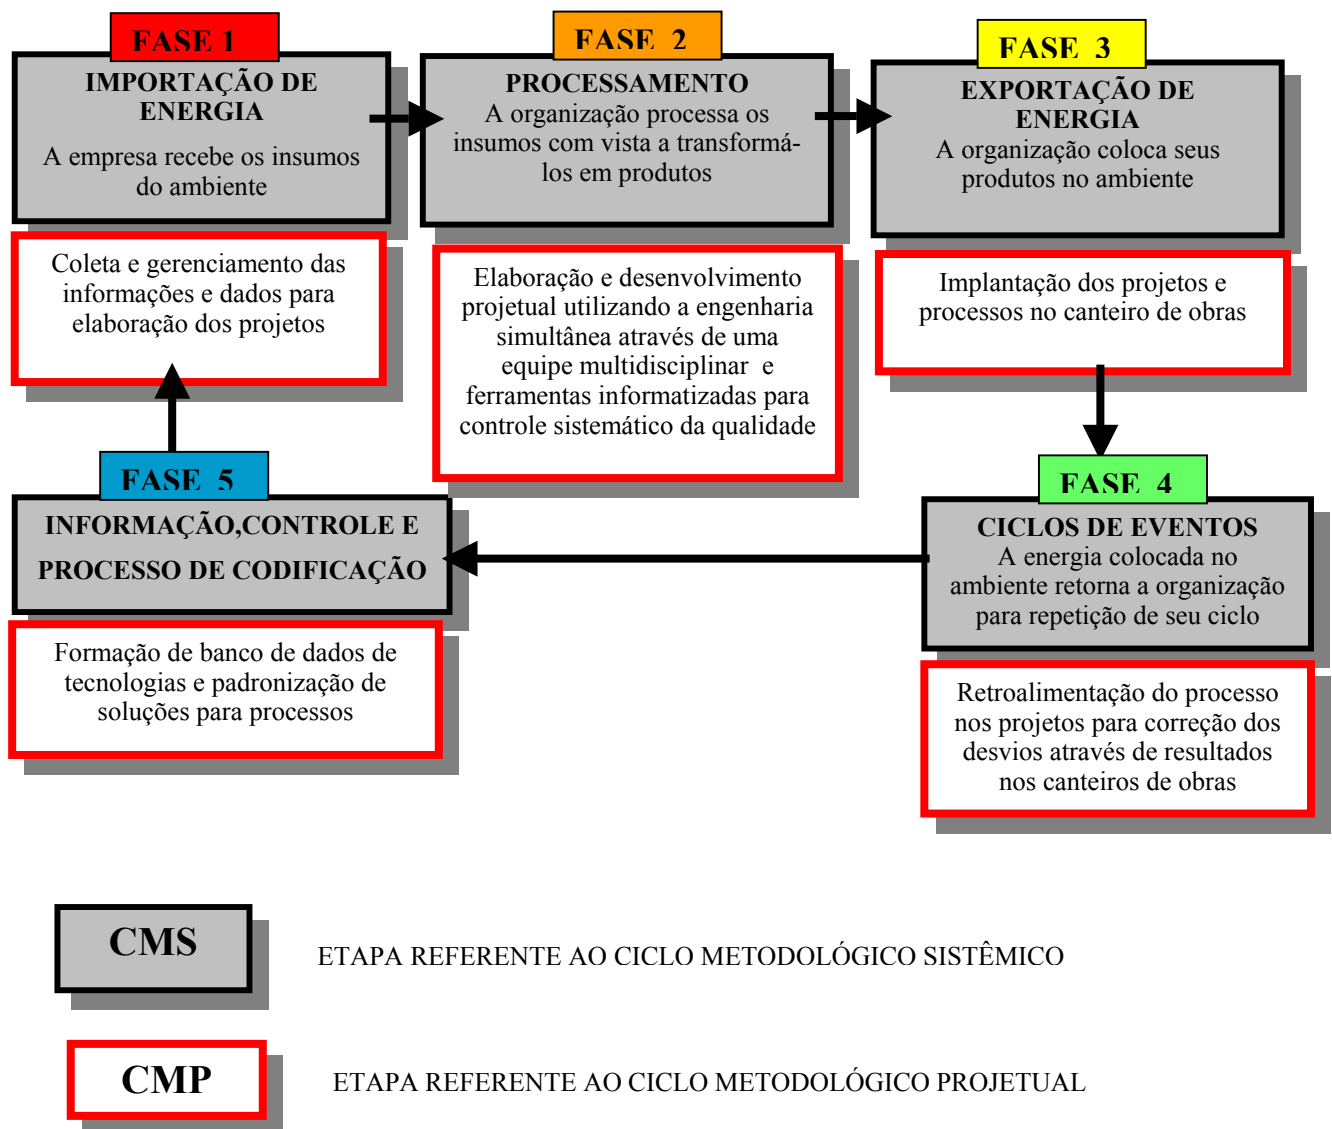 FASE 1
IMPORTAÇÃO DE
ENERGIA
A empresa recebe os insumos
do ambiente
Coleta e gerenciamento das
informações e dados para
elaboração dos projetos
FASE 2
PROCESSAMENTO
A organização processa os
insumos com vista a transformá-
los em produtos
Elaboração e desenvolvimento
projetual utilizando a engenharia
simultânea através de uma
equipe multidisciplinar e
ferramentas informatizadas para
controle sistemático da qualidade
FASE 3
EXPORTAÇÃO DE
ENERGIA
A organização coloca seus
produtos no ambiente
Implantação dos projetos e
processos no canteiro de obras
FASE 4
CICLOS DE EVENTOS
A energia colocada no
ambiente retorna a organização
para repetição de seu ciclo
Retroalimentação do processo
nos projetos para correção dos
desvios através de resultados
nos canteiros de obras
FASE 5
INFORMAÇÃO,CONTROLE E
PROCESSO DE CODIFICAÇÃO
Formação de banco de dados de
tecnologias e padronização de
soluções para processos
CMS
ETAPA REFERENTE AO CICLO METODOLÓGICO SISTÊMICO
CMP
ETAPA REFERENTE AO CICLO METODOLÓGICO PROJETUAL